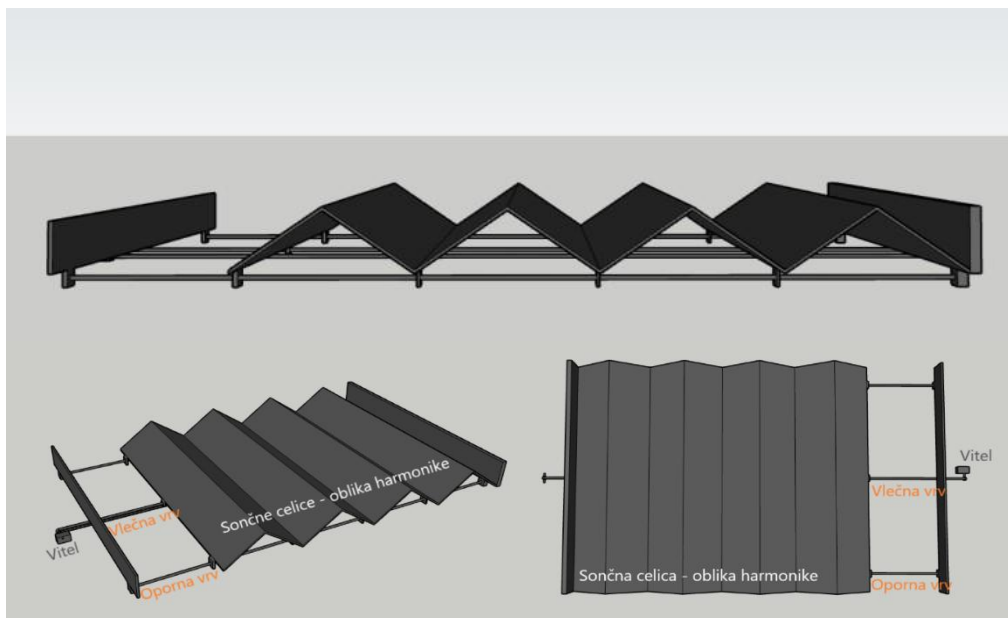 Sončne celice - oblika harmonike
Vlečna vrv
Vitel
Oporna vrv
Vitel
Vlečna vrv
Sončna celica - oblika harmonike
Oporna vrv